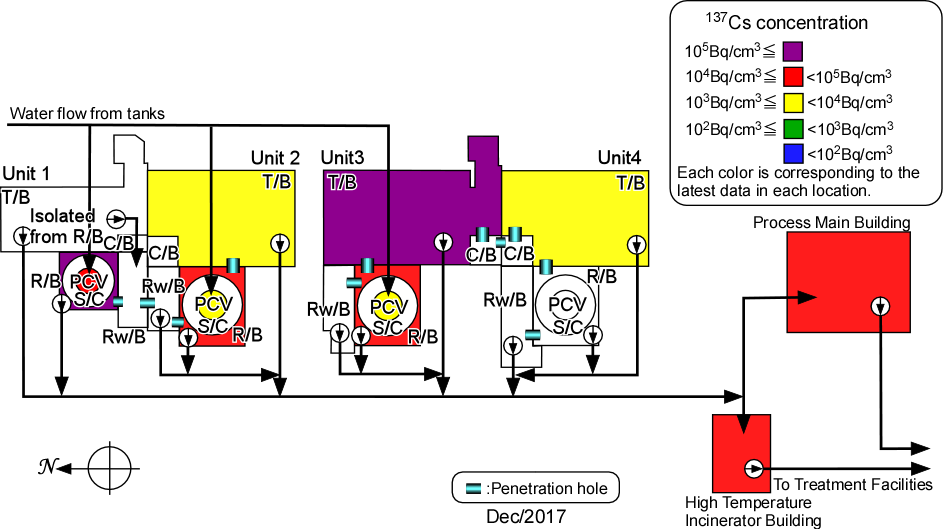 ¹³⁷Cs concentration
10⁵Bq/cm³≦
10⁴Bq/cm³≦ <10⁵Bq/cm³
10³Bq/cm³≦ <10⁴Bq/cm³
10²Bq/cm³≦ <10³Bq/cm³
<10²Bq/cm³
Each color is corresponding to the
latest data in each location.
Water flow from tanks
Unit 1
T/B
Isolated
from R/B
C/B
R/B
PCV
S/C
Rw/B
Unit 2
T/B
C/B
Rw/B
PCV
S/C
R/B
Unit3
T/B
C/B
PCV
S/C
R/B
Rw/B
Unit4
T/B
C/B
R/B
Rw/B
PCV
S/C
Process Main Building
N
:Penetration hole
Dec/2017
To Treatment Facilities
High Temperature
Incinerator Building